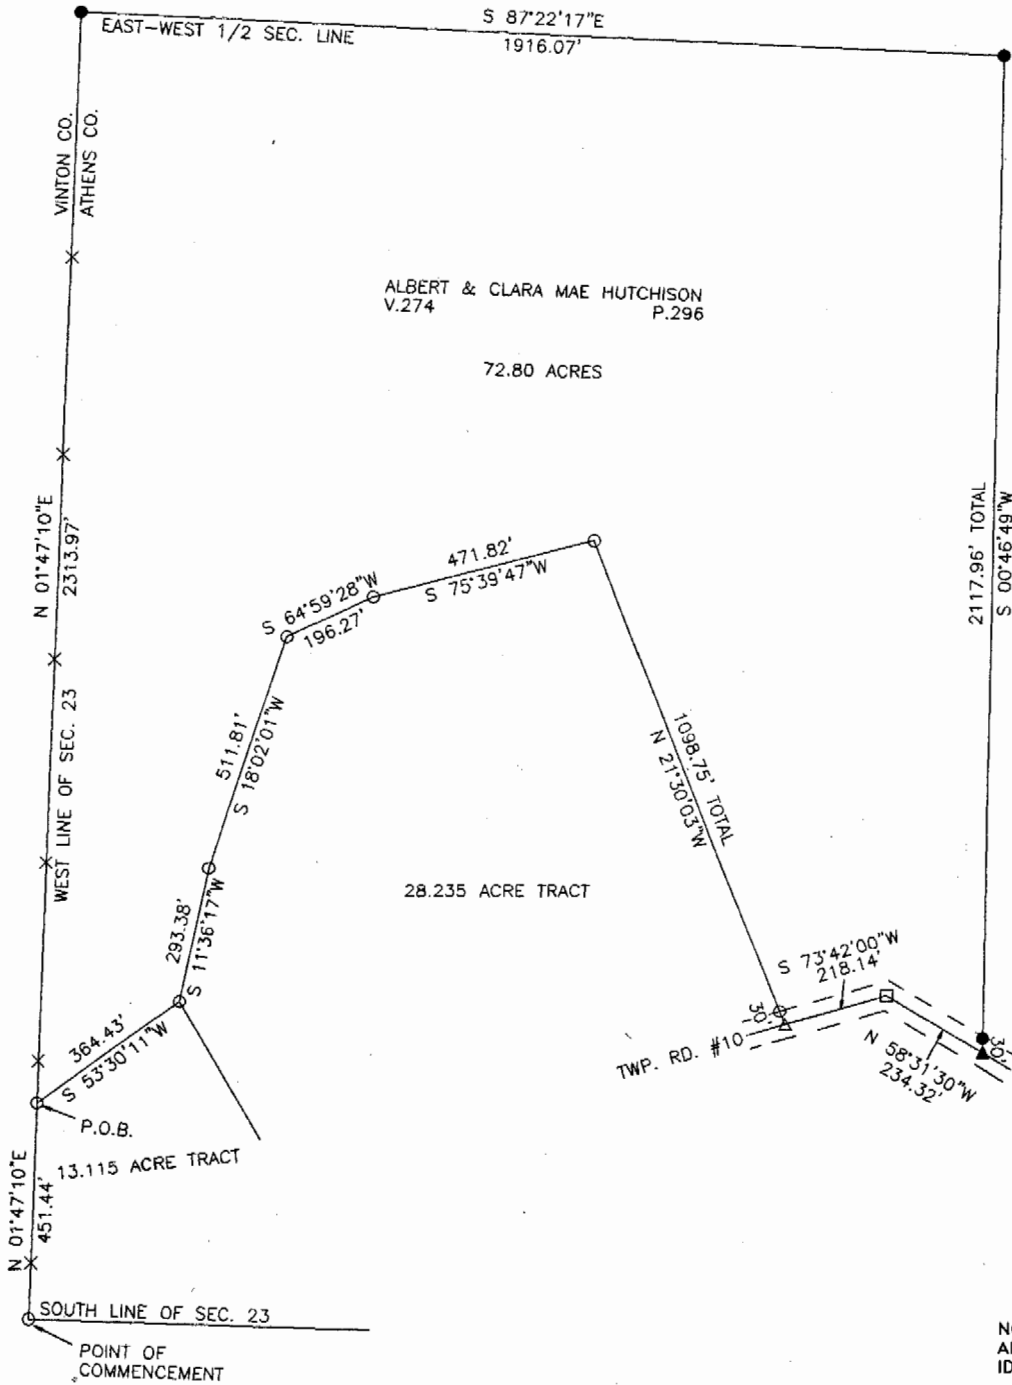 S 87°22'17"E
EAST-WEST 1/2 SEC. LINE
1916.07'
VINTON CO.
ATHENS CO.
ALBERT & CLARA MAE HUTCHISON
V.274 P.296
72.80 ACRES
N 01°47'10"E
2313.97'
WEST LINE OF SEC. 23
2117.96' TOTAL
S 00°46'49"W
471.82'
S 75°39'47"W
S 64°59'28"W
196.27'
511.81'
S 18°02'01"W
1098.75' TOTAL
N 21°30'03"W
293.38'
S 11°36'17"W
28.235 ACRE TRACT
S 73°42'00"W
218.14'
30'
TWP. RD. #10
30'
N 58°31'30"W
234.32'
364.43'
S 53°30'11"W
P.O.B.
13.115 ACRE TRACT
N 01°47'10"E
451.44'
SOUTH LINE OF SEC. 23
POINT OF
COMMENCEMENT